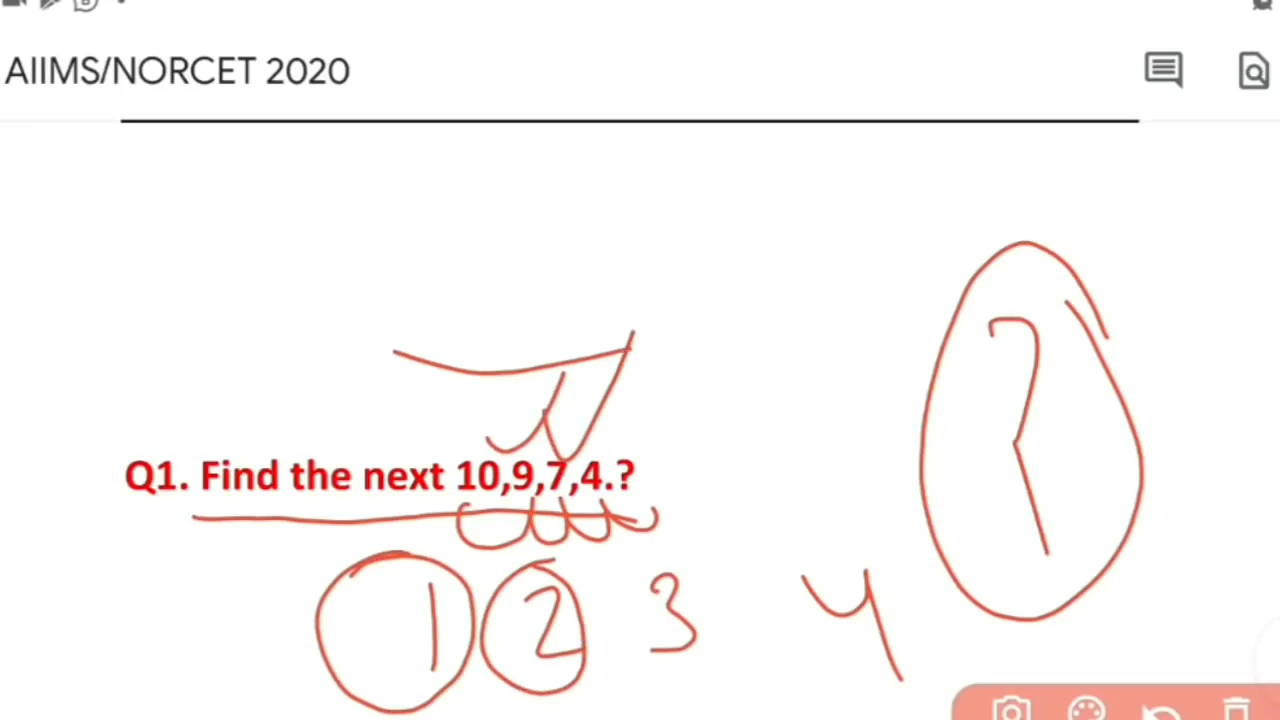 AIIMS/NORCET 2020
?
Q1. Find the next 10,9,7,4.?
1 2 3 4